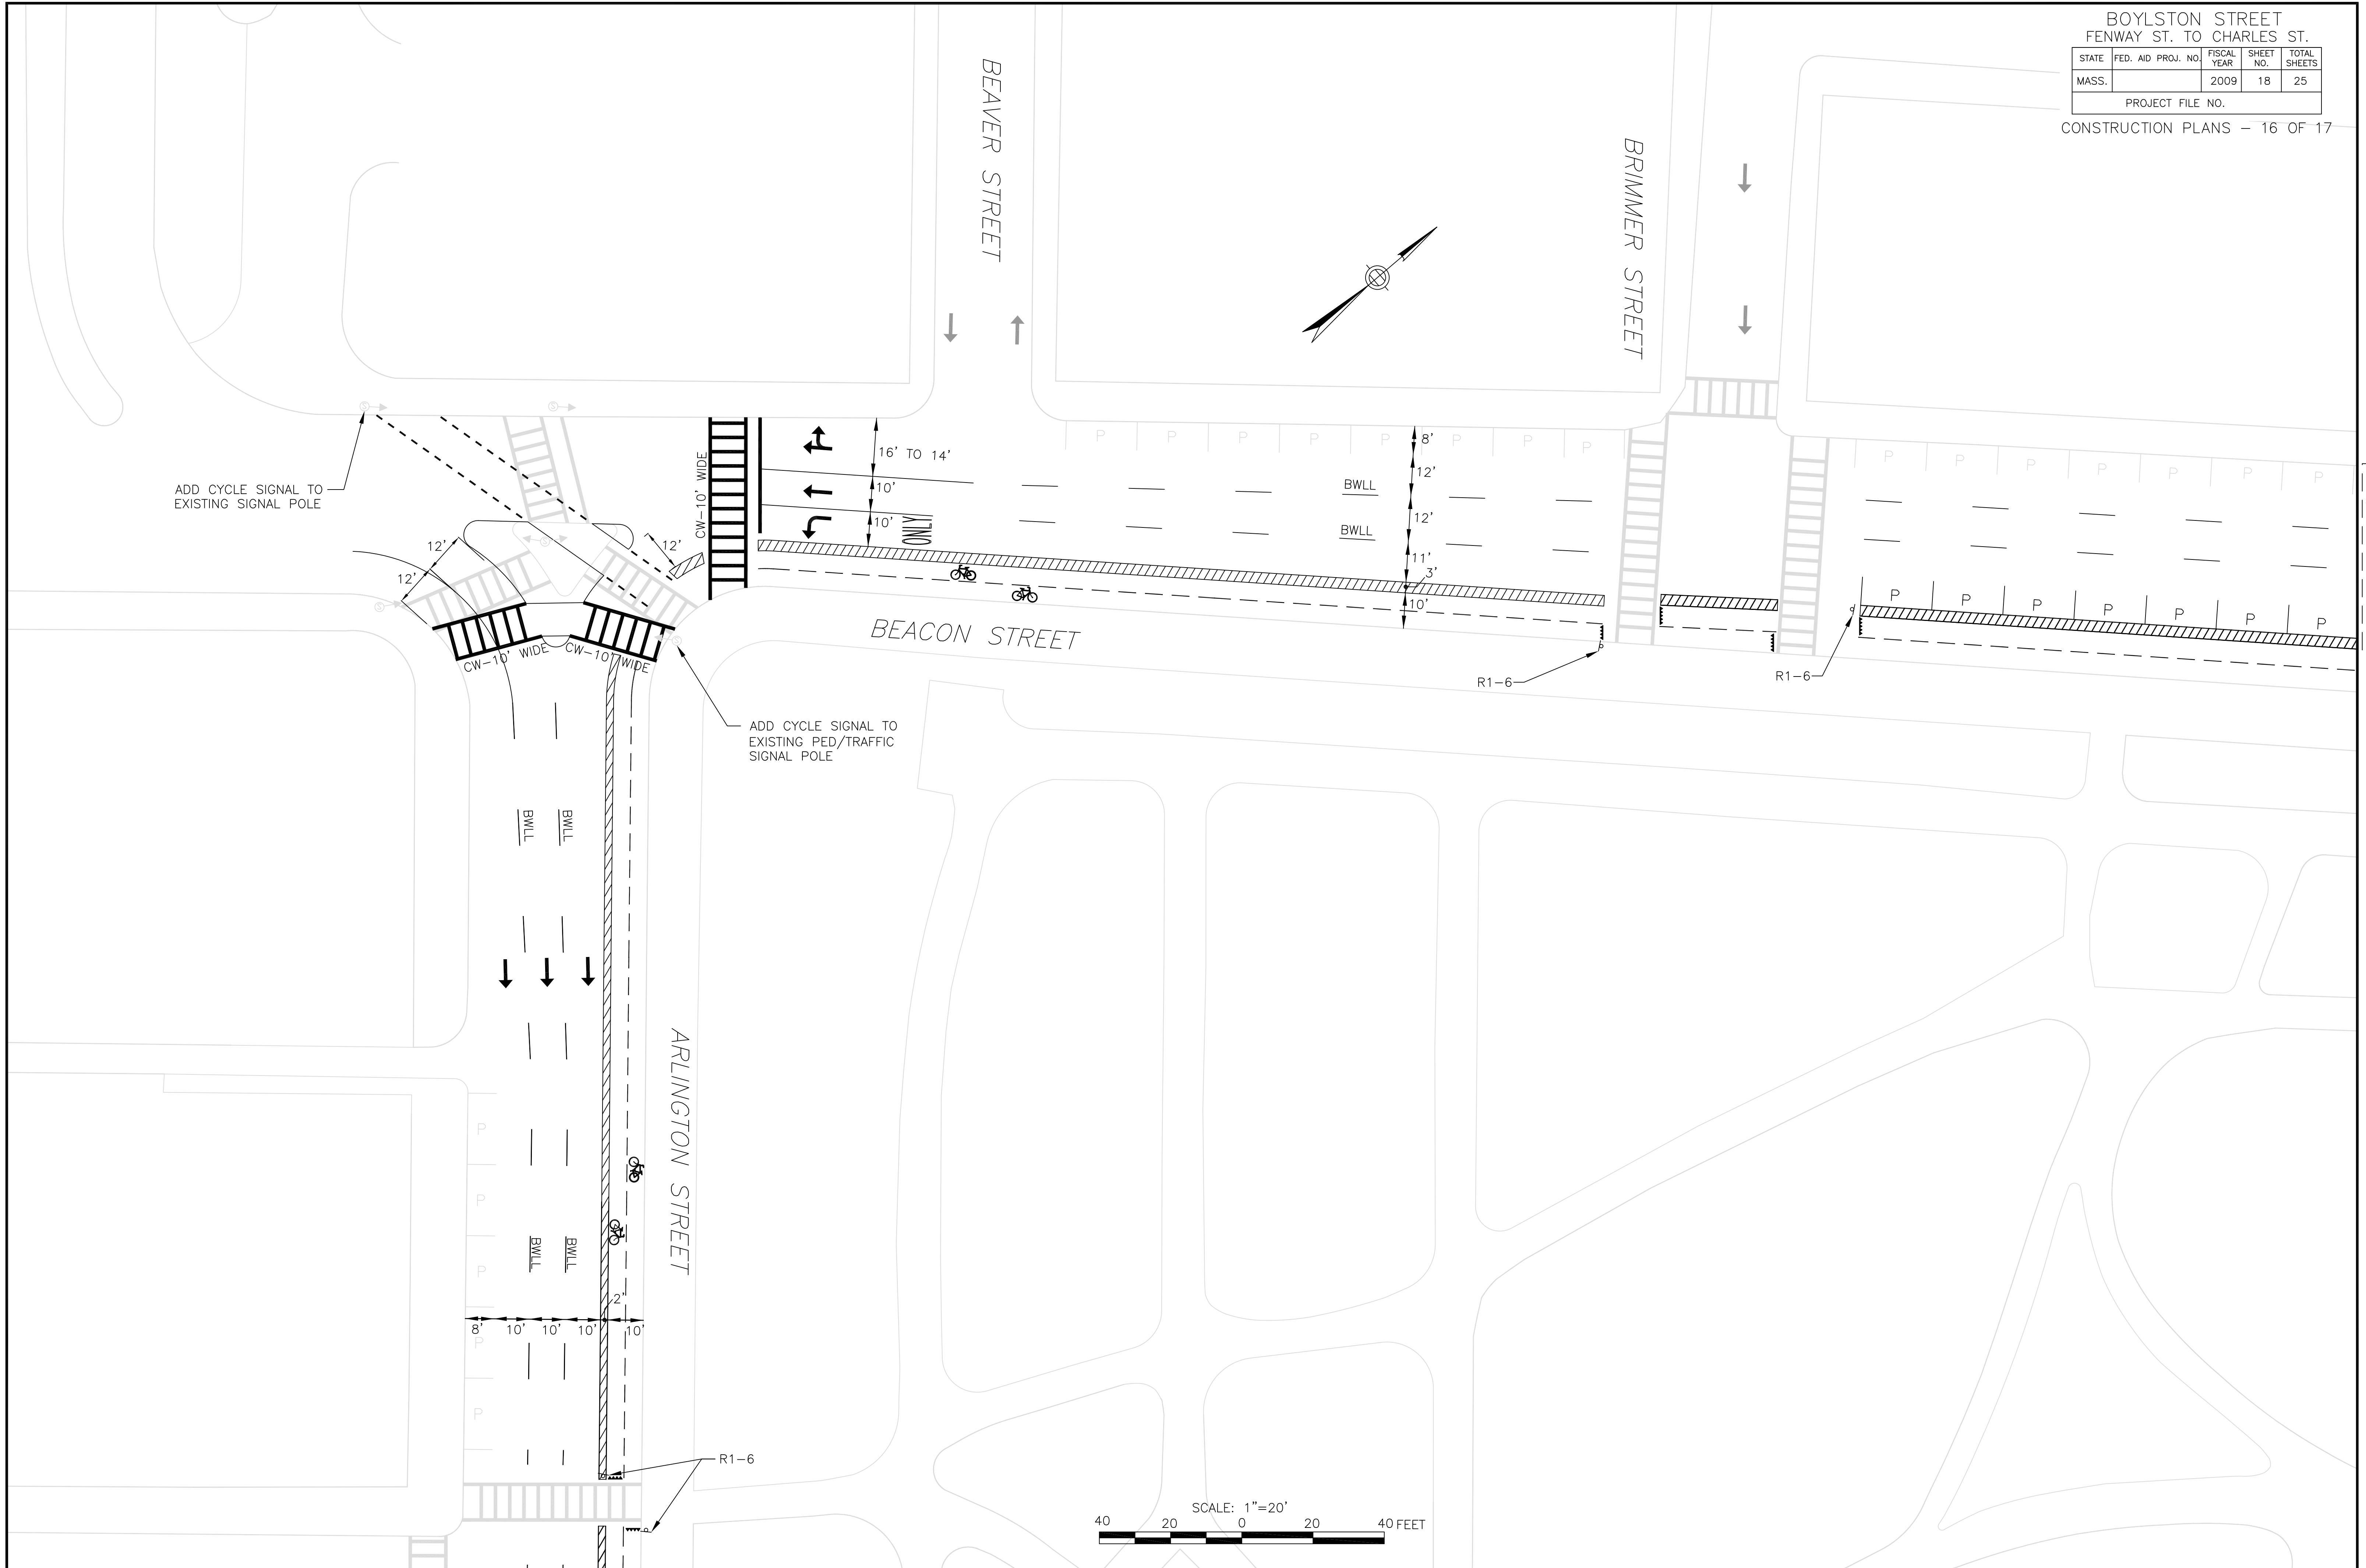 BOYLSTON STREET
FENWAY ST. TO CHARLES ST.
STATE FED. AID PROJ. NO. FISCAL YEAR SHEET NO. TOTAL SHEETS
MASS. 2009 18 25
PROJECT FILE NO.
CONSTRUCTION PLANS – 16 OF 17
BEAVER STREET
BRIMMER STREET
ADD CYCLE SIGNAL TO
EXISTING SIGNAL POLE
CW-10' WIDE
16' TO 14'
10'
10'
ONLY
BWLL
BWLL
8'
12'
12'
11'
3'
10'
P P P P P P P P
P P P P P P P
P P P P P P P
12'
12'
12'
CW-10' WIDE
CW-10' WIDE
BEACON STREET
R1-6
R1-6
ADD CYCLE SIGNAL TO
EXISTING PED/TRAFFIC
SIGNAL POLE
BWLL
BWLL
ARLINGTON STREET
P
P
P
P
P
BWLL
BWLL
2'
8' 10' 10' 10' 10'
R1-6
SCALE: 1"=20'
40 20 0 20 40 FEET